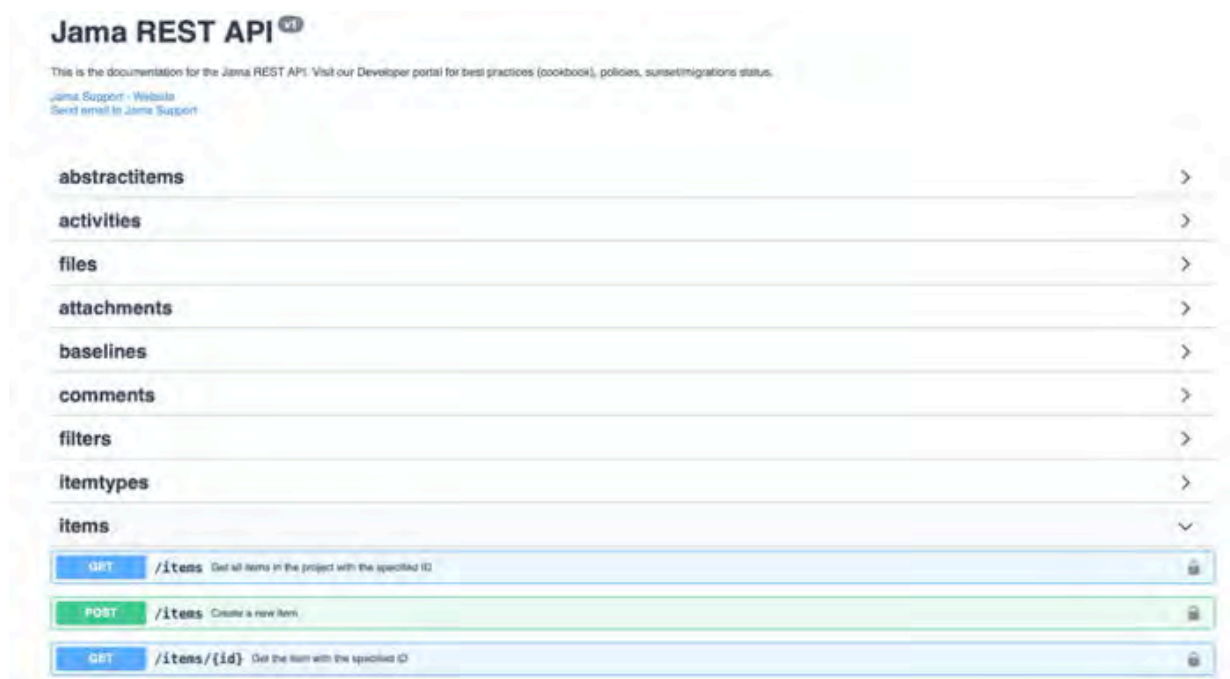 Jama REST API v1
This is the documentation for the Jama REST API. Visit our Developer portal for best practices (cookbook), policies, sunset/migrations status.
Jama Support - Website
Send email to Jama Support
abstractitems
activities
files
attachments
baselines
comments
filters
itemtypes
items
GET /items Get all items in the project with the specified ID
POST /items Create a new item
GET /items/{id} Get the item with the specified ID